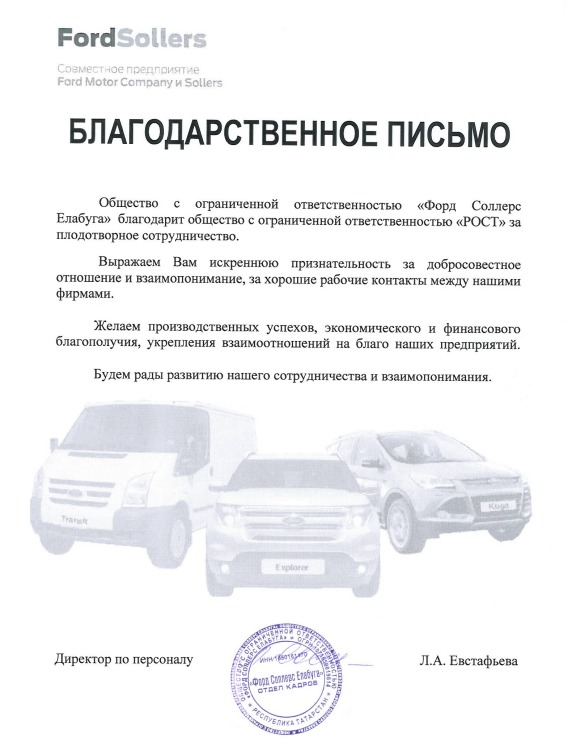 FordSollers
Совместное предприятие
Ford Motor Company и Sollers
БЛАГОДАРСТВЕННОЕ ПИСЬМО
Общество с ограниченной ответственностью «Форд Соллерс
Елабуга» благодарит общество с ограниченной ответственностью «РОСТ» за
плодотворное сотрудничество.
Выражаем Вам искреннюю признательность за добросовестное
отношение и взаимопонимание, за хорошие рабочие контакты между нашими
фирмами.
Желаем производственных успехов, экономического и финансового
благополучия, укрепления взаимоотношений на благо наших предприятий.
Будем рады развитию нашего сотрудничества и взаимопонимания.
Transit
Explorer
Kuga
Директор по персоналу
Л.А. Евстафьева
«Форд Соллерс Елабуга»
ОТДЕЛ КАДРОВ
РЕСПУБЛИКА ТАТАРСТАН